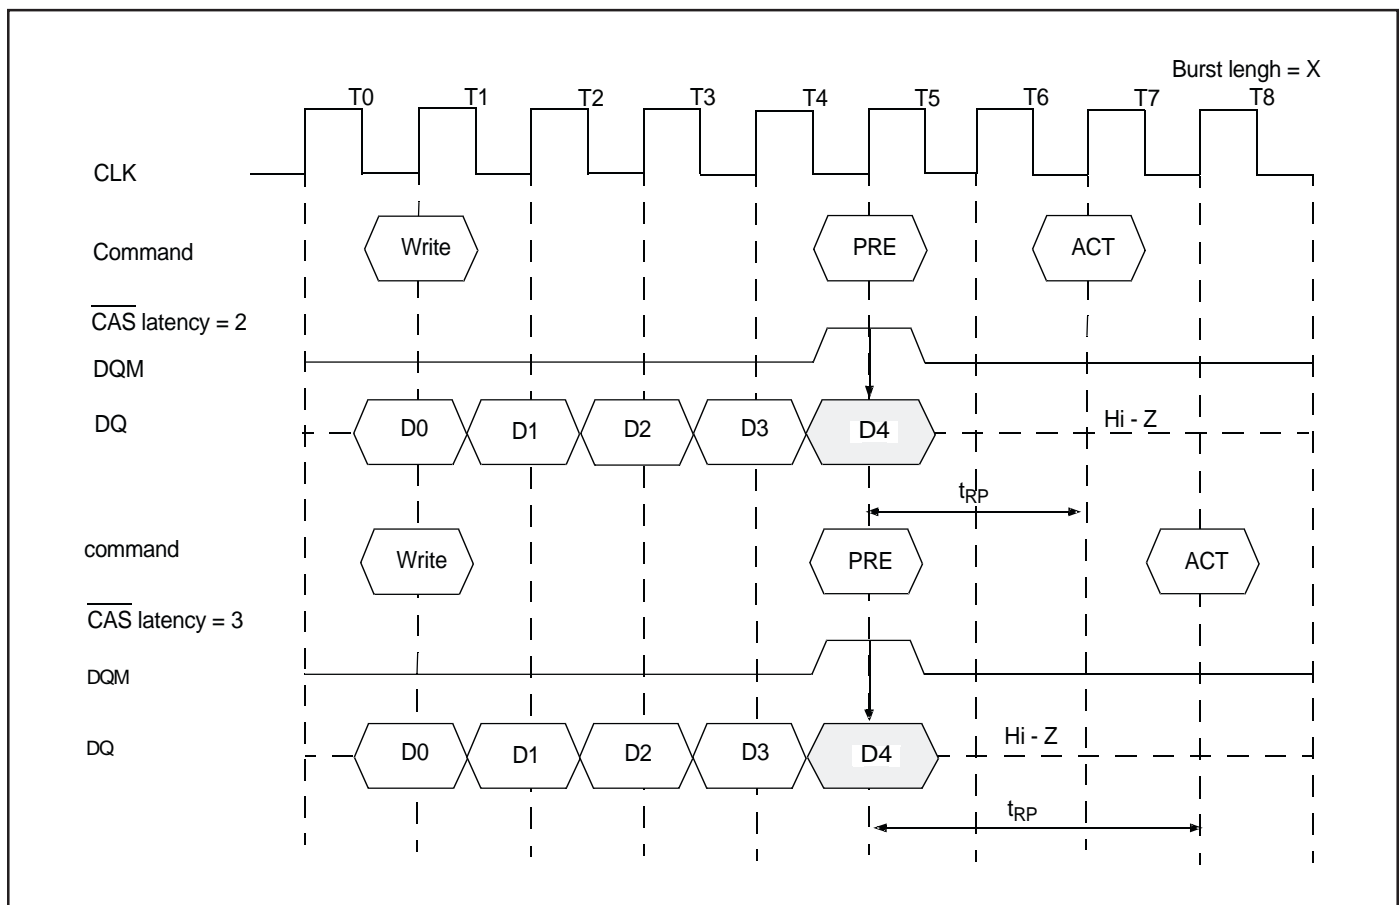 Burst lengh = X
T0 T1 T2 T3 T4 T5 T6 T7 T8
CLK
Command Write PRE ACT
CAS latency = 2
DQM
DQ D0 D1 D2 D3 D4 Hi - Z
tRP
command Write PRE ACT
CAS latency = 3
DQM
DQ D0 D1 D2 D3 D4 Hi - Z
tRP